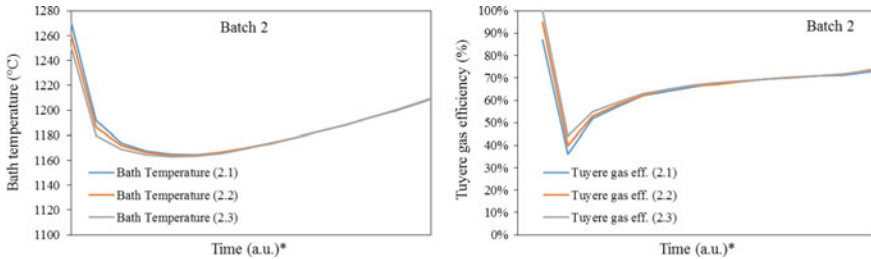 Batch 2
1280
1260
1240
1220
1200
1180
1160
1140
1120
1100
Bath temperature (°C)
Bath Temperature (2.1)
Bath Temperature (2.2)
Bath Temperature (2.3)
Time (a.u.)*
Batch 2
100%
90%
80%
70%
60%
50%
40%
30%
20%
10%
0%
Tuyere gas efficiency (%)
Tuyere gas eff. (2.1)
Tuyere gas eff. (2.2)
Tuyere gas eff. (2.3)
Time (a.u.)*